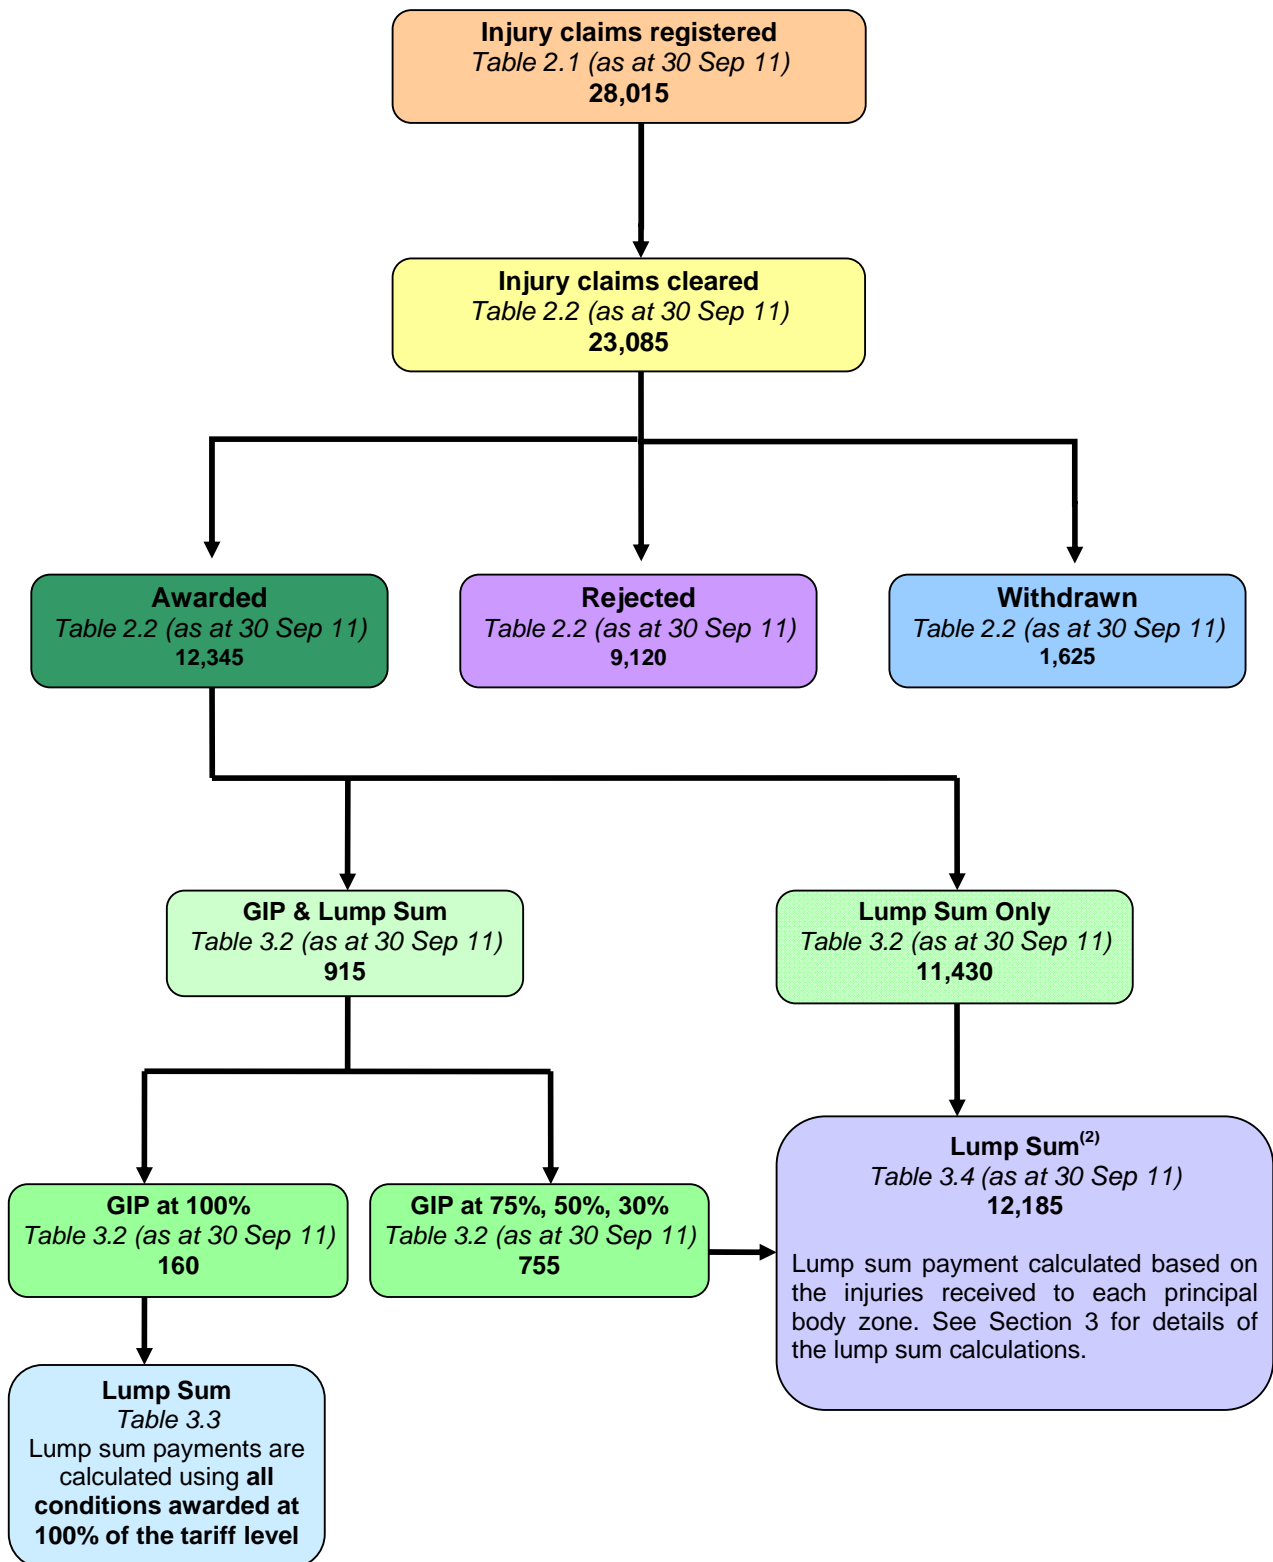 Injury claims registered
Table 2.1 (as at 30 Sep 11)
28,015
Injury claims cleared
Table 2.2 (as at 30 Sep 11)
23,085
Awarded
Table 2.2 (as at 30 Sep 11)
12,345
Rejected
Table 2.2 (as at 30 Sep 11)
9,120
Withdrawn
Table 2.2 (as at 30 Sep 11)
1,625
GIP & Lump Sum
Table 3.2 (as at 30 Sep 11)
915
Lump Sum Only
Table 3.2 (as at 30 Sep 11)
11,430
GIP at 100%
Table 3.2 (as at 30 Sep 11)
160
GIP at 75%, 50%, 30%
Table 3.2 (as at 30 Sep 11)
755
Lump Sum(2)
Table 3.4 (as at 30 Sep 11)
12,185
Lump sum payment calculated based on
the injuries received to each principal
body zone. See Section 3 for details of
the lump sum calculations.
Lump Sum
Table 3.3
Lump sum payments are
calculated using all
conditions awarded at
100% of the tariff level